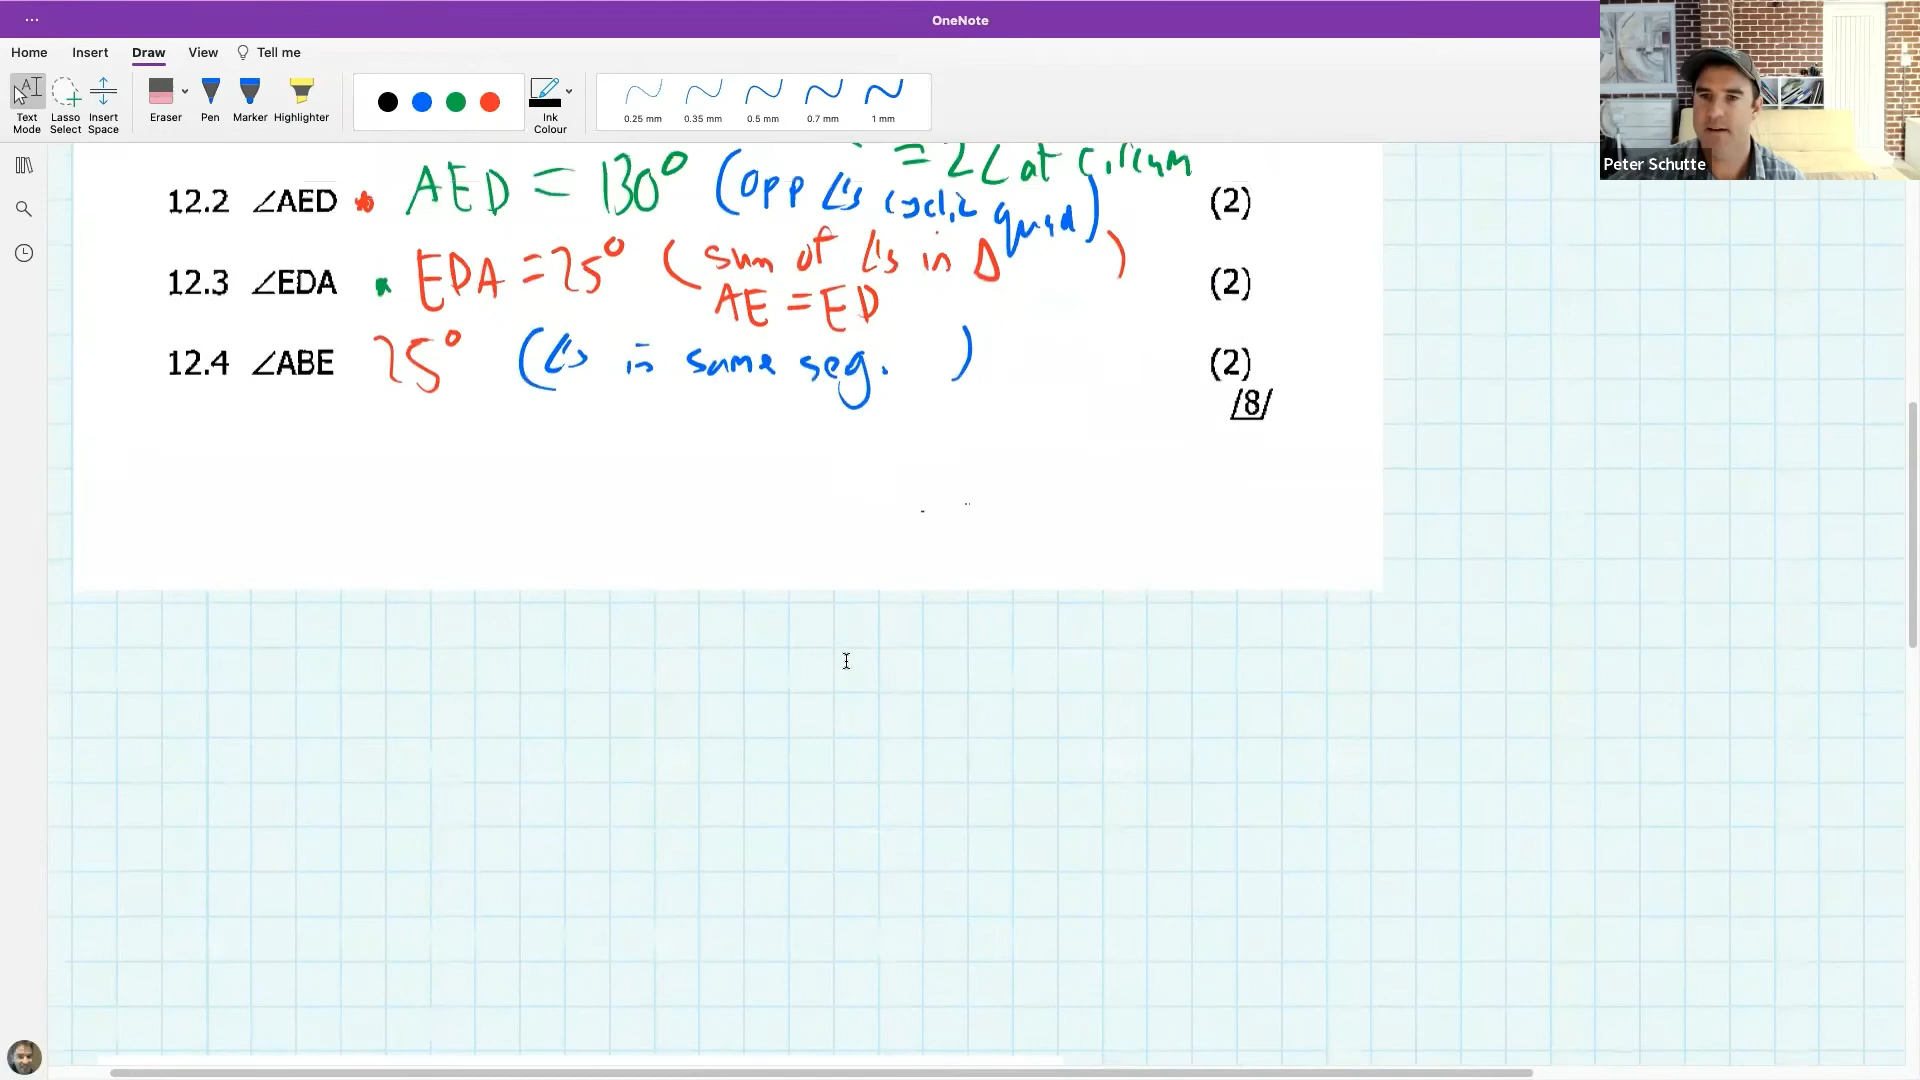 OneNote
Home Insert Draw View Tell me
Text Mode
Lasso Select
Insert Space
Eraser
Pen
Marker
Highlighter
Ink Colour
0.25 mm 0.35 mm 0.5 mm 0.7 mm 1 mm
Peter Schutte
= 2∠ at circum
12.2 ∠AED AED = 130° (opp ∠'s cyclic quad) (2)
12.3 ∠EDA EDA = 25° (sum of ∠'s in Δ ) (2)
AE = ED
12.4 ∠ABE 25° (∠'s in same seg. ) (2)
/8/